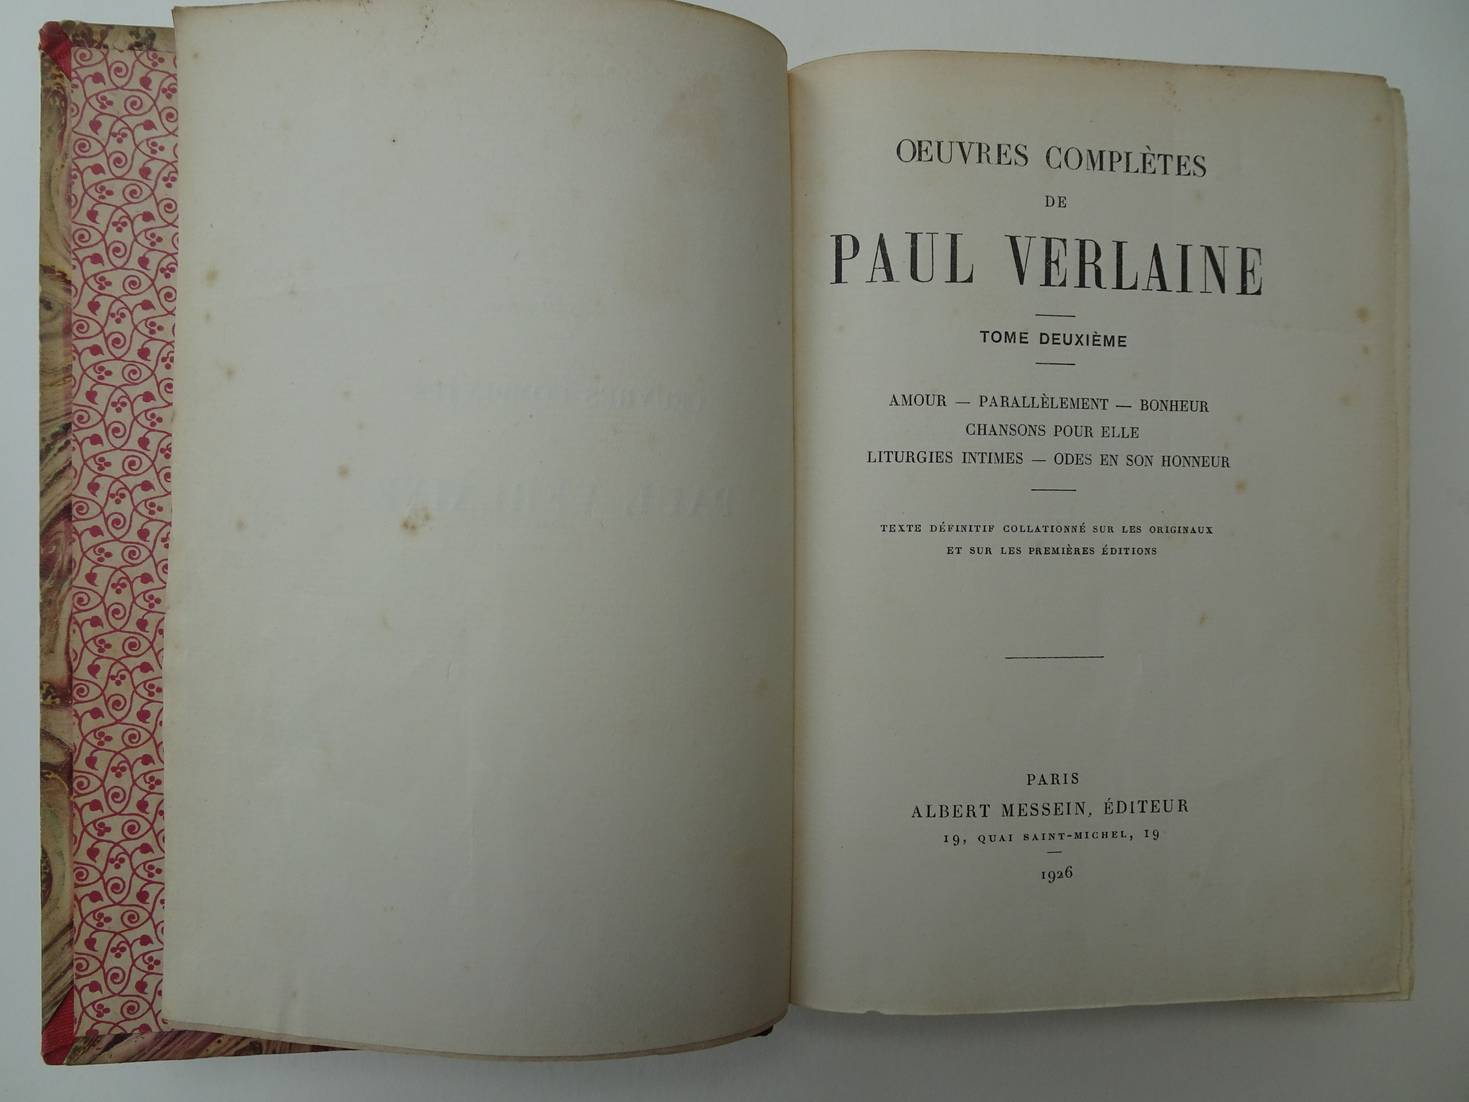 OEUVRES COMPLÈTES
DE
PAUL VERLAINE
TOME DEUXIÈME
AMOUR — PARALLÈLEMENT — BONHEUR
CHANSONS POUR ELLE
LITURGIES INTIMES — ODES EN SON HONNEUR
TEXTE DÉFINITIF COLLATIONNÉ SUR LES ORIGINAUX
ET SUR LES PREMIÈRES ÉDITIONS
PARIS
ALBERT MESSEIN, ÉDITEUR
19, QUAI SAINT-MICHEL, 19
1926